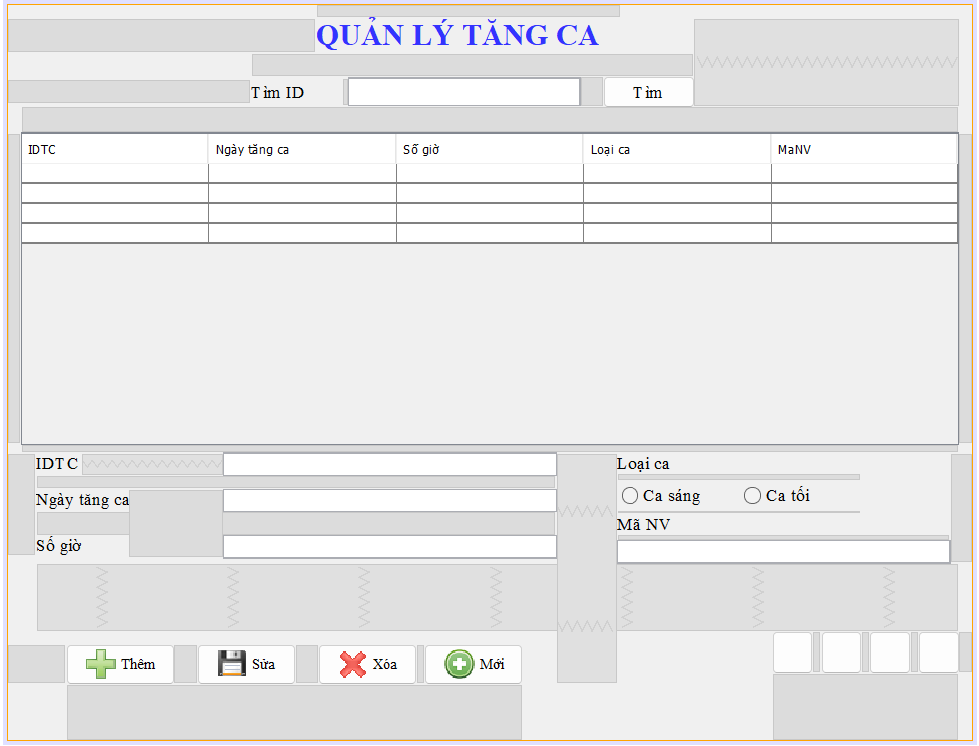 QUẢN LÝ TĂNG CA
Tìm ID Tìm
IDTC Ngày tăng ca Số giờ Loại ca MaNV
IDTC
Loại ca
Ngày tăng ca
Ca sáng Ca tối
Mã NV
Số giờ
Thêm Sửa Xóa Mới